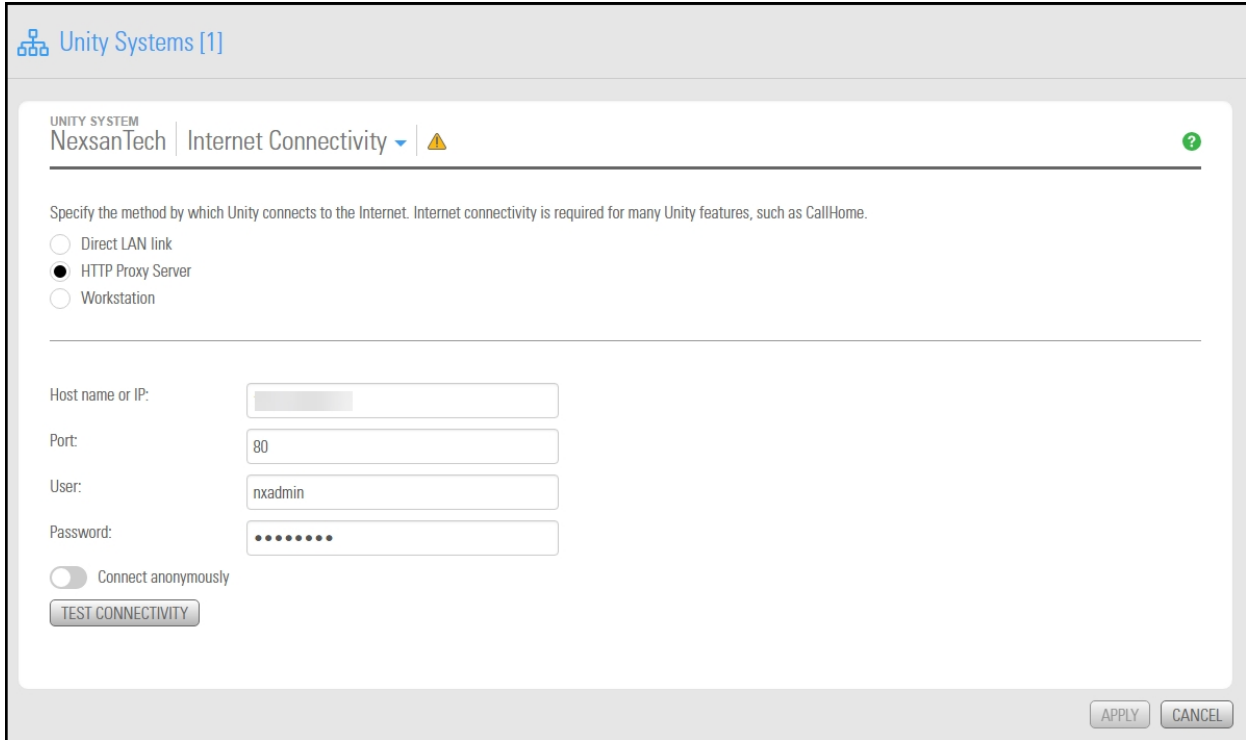 Unity Systems [1]
UNITY SYSTEM
NexsanTech Internet Connectivity
?
Specify the method by which Unity connects to the Internet. Internet connectivity is required for many Unity features, such as CallHome.
Direct LAN link
HTTP Proxy Server
Workstation
Host name or IP:
Port: 80
User: nxadmin
Password: ••••••••
Connect anonymously
TEST CONNECTIVITY
APPLY CANCEL